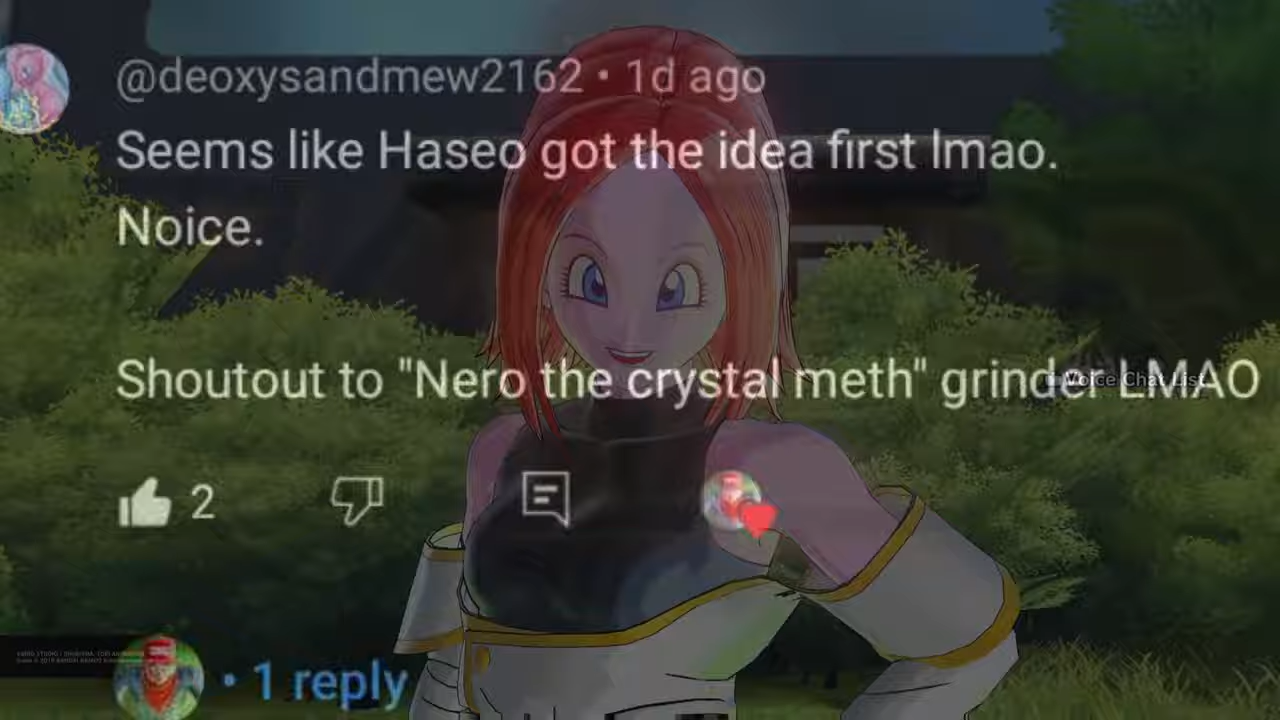 @deoxysandmew2162 • 1d ago
Seems like Haseo got the idea first lmao.
Noice.
Shoutout to "Nero the crystal meth" grinder LMAO
Voice Chat List
2
• 1 reply